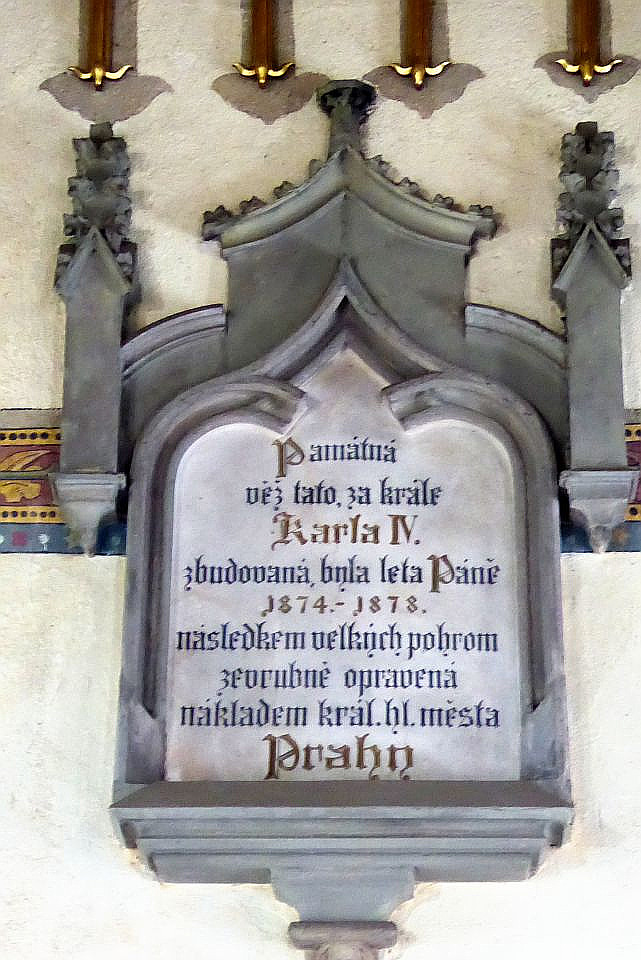 Památná
věž tato, za krále
Karla IV.
zbudovaná, byla leta Páně
1874.-1878.
následkem velkých pohrom
zevrubně opravená
nákladem král. hl. města
Prahy